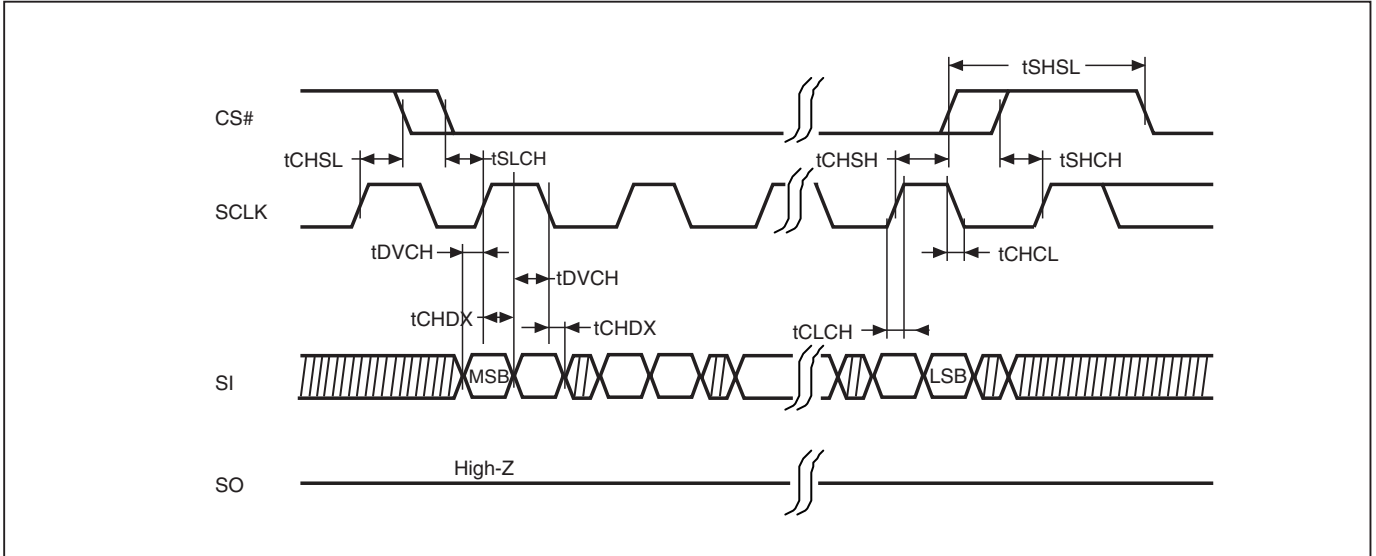 tSHSL
CS#
tCHSL
tSLCH
tCHSH
tSHCH
SCLK
tDVCH
tCHCL
tDVCH
tCHDX
tCHDX
tCLCH
SI
MSB
LSB
High-Z
SO